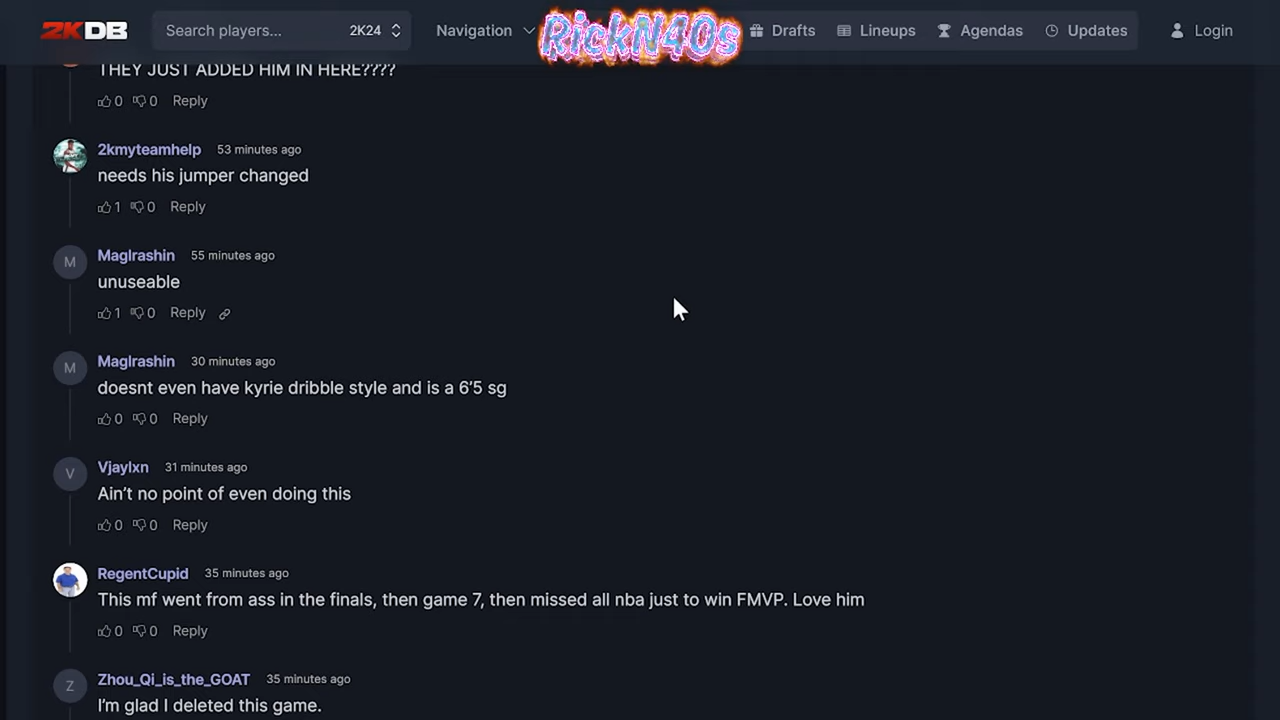 2KDB Search players... 2K24 Navigation RickN40s Drafts Lineups Agendas Updates Login
THEY JUST ADDED HIM IN HERE????
0 0 Reply
2kmyteamhelp 53 minutes ago
needs his jumper changed
1 0 Reply
M MagIrashin 55 minutes ago
unuseable
1 0 Reply
M MagIrashin 30 minutes ago
doesnt even have kyrie dribble style and is a 6'5 sg
0 0 Reply
V Vjaylxn 31 minutes ago
Ain't no point of even doing this
0 0 Reply
RegentCupid 35 minutes ago
This mf went from ass in the finals, then game 7, then missed all nba just to win FMVP. Love him
0 0 Reply
Z Zhou_Qi_is_the_GOAT 35 minutes ago
I'm glad I deleted this game.